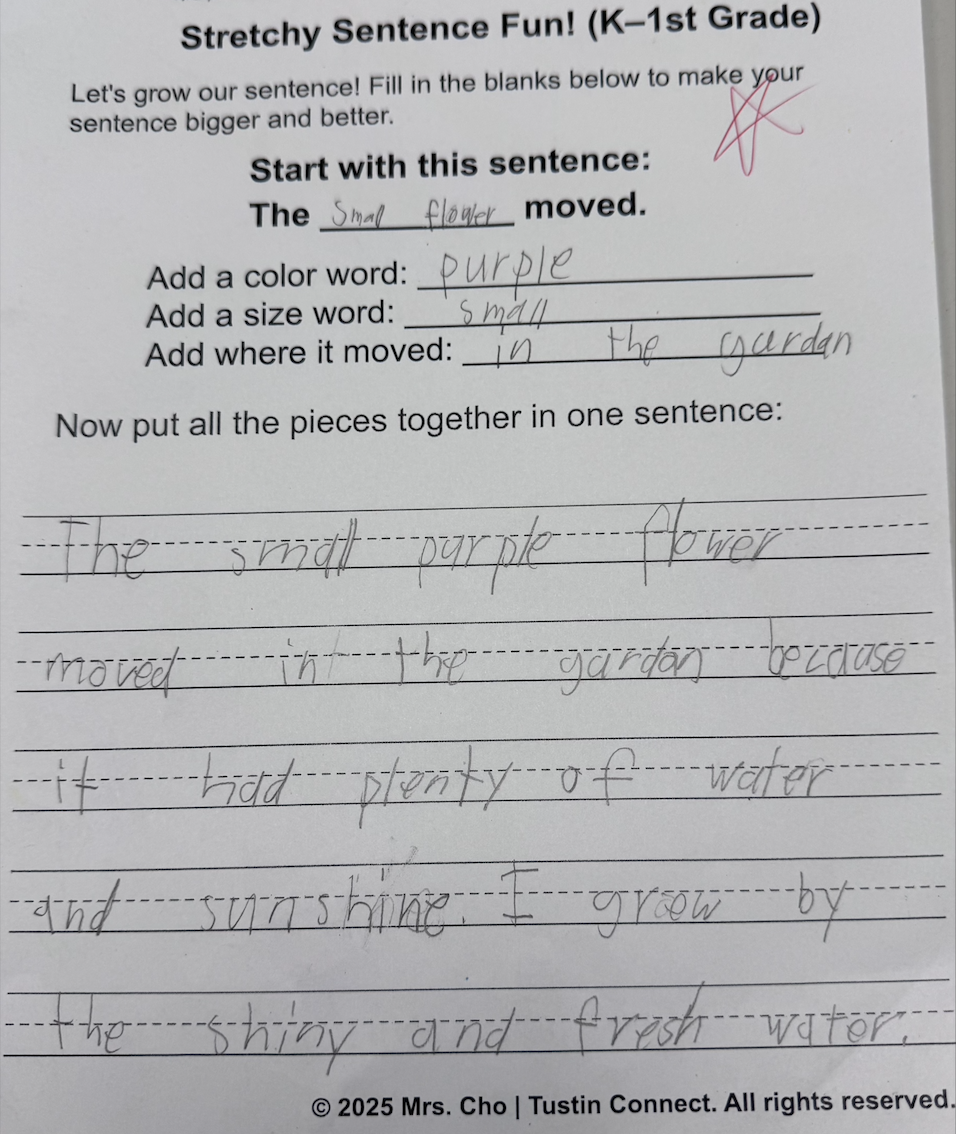 Stretchy Sentence Fun! (K–1st Grade)
Let's grow our sentence! Fill in the blanks below to make your
sentence bigger and better.
Start with this sentence:
The small flower moved.
Add a color word: purple
Add a size word: small
Add where it moved: in the gardan
Now put all the pieces together in one sentence:
The small purple flower
moved in the gardan because
it had plenty of water
and sunshine. I grow by
the shiny and fresh water.
© 2025 Mrs. Cho | Tustin Connect. All rights reserved.